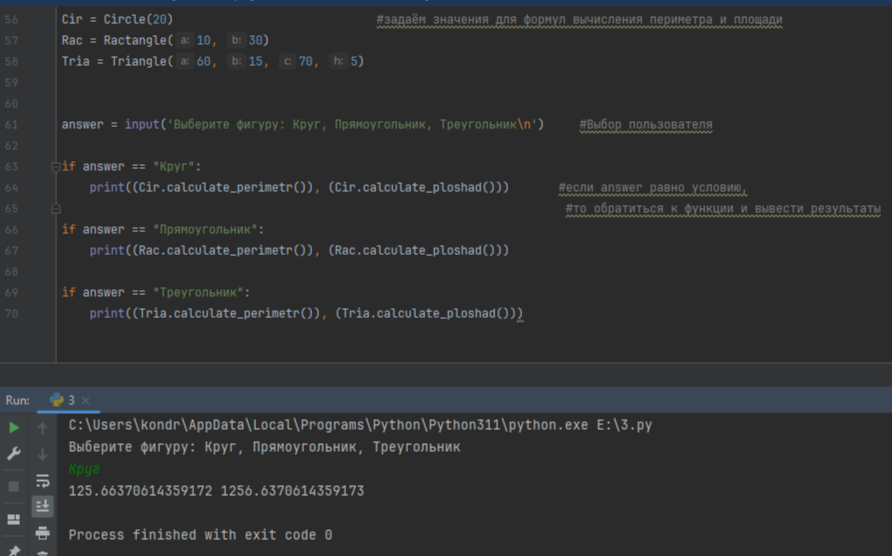 56 Cir = Circle(20) #задаём значения для формул вычисления периметра и площади
57 Rac = Ractangle( a: 10, b: 30)
58 Tria = Triangle( a: 60, b: 15, c: 70, h: 5)
59
60
61 answer = input('Выберите фигуру: Круг, Прямоугольник, Треугольник\n') #Выбор пользователя
62
63 if answer == "Круг":
64 print((Cir.calculate_perimetr()), (Cir.calculate_ploshad())) #если answer равно условию,
65 #то обратиться к функции и вывести результаты
66 if answer == "Прямоугольник":
67 print((Rac.calculate_perimetr()), (Rac.calculate_ploshad()))
68
69 if answer == "Треугольник":
70 print((Tria.calculate_perimetr()), (Tria.calculate_ploshad()))
Run: 3
C:\Users\kondr\AppData\Local\Programs\Python\Python311\python.exe E:\3.py
Выберите фигуру: Круг, Прямоугольник, Треугольник
Круг
125.66370614359172 1256.6370614359173
Process finished with exit code 0